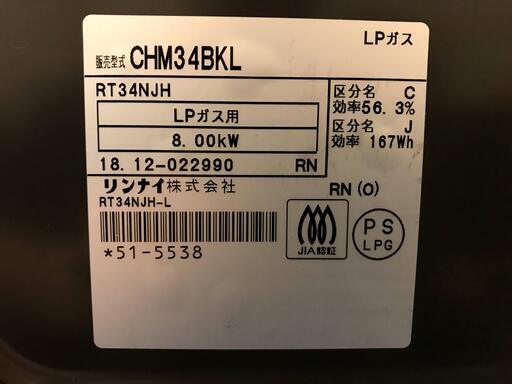 LPガス
販売型式 CHM34BKL
RT34NJH
LPガス用
8.00kW
18.12-022990 RN
区分名 C
効率56.3%
区分名 J
効率 167Wh
リンナイ株式会社
RN(O)
RT34NJH-L
*51-5538
JIA認証
PS
LPG